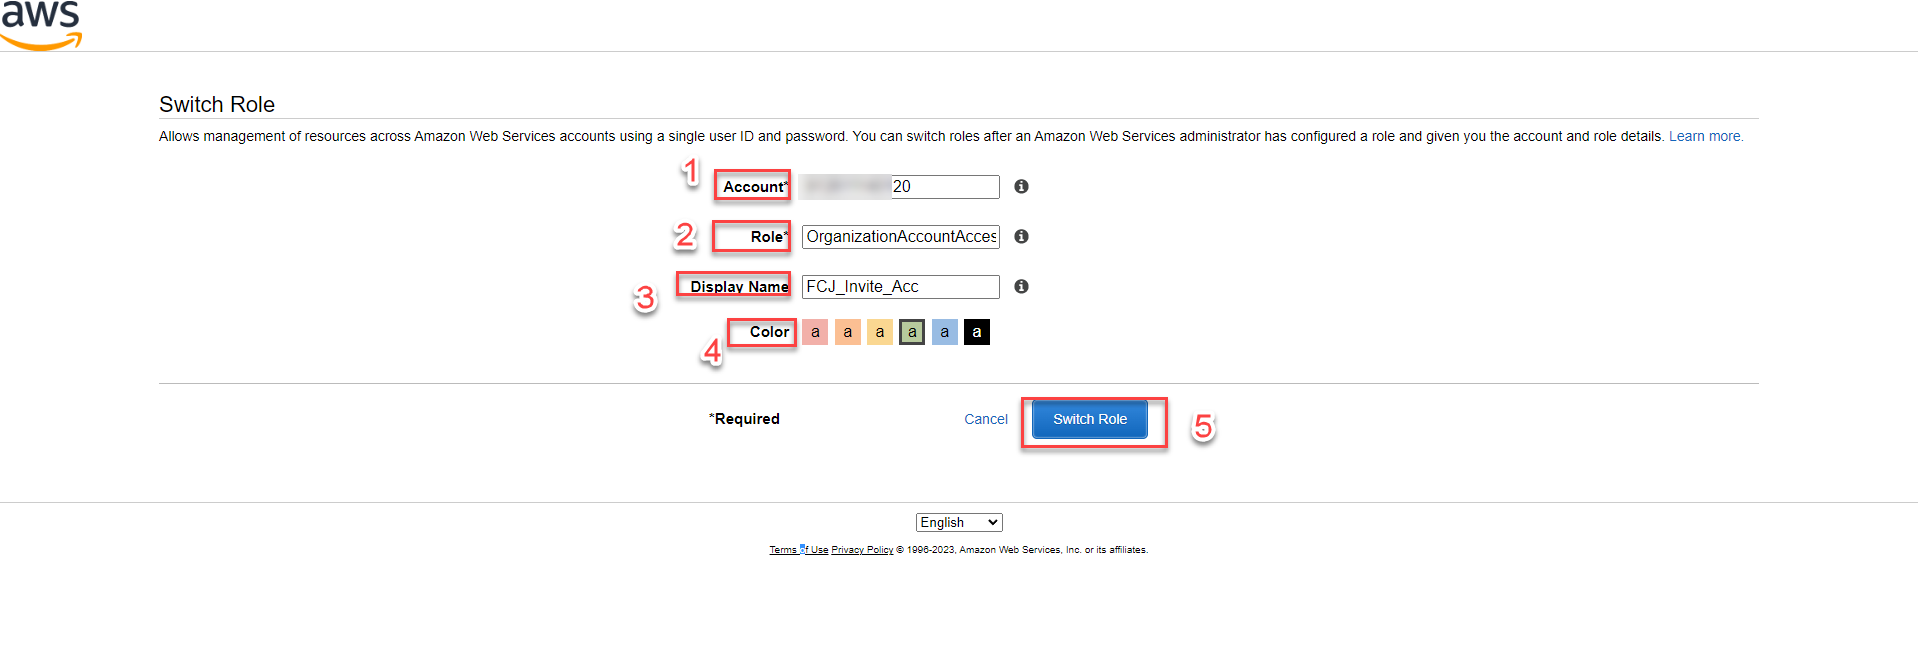 aws
Switch Role
Allows management of resources across Amazon Web Services accounts using a single user ID and password. You can switch roles after an Amazon Web Services administrator has configured a role and given you the account and role details. Learn more.
1 Account* 20
2 Role* OrganizationAccountAcces
3 Display Name FCJ_Invite_Acc
4 Color a a a a a a
*Required Cancel Switch Role 5
English
Terms of Use Privacy Policy © 1996-2023, Amazon Web Services, Inc. or its affiliates.